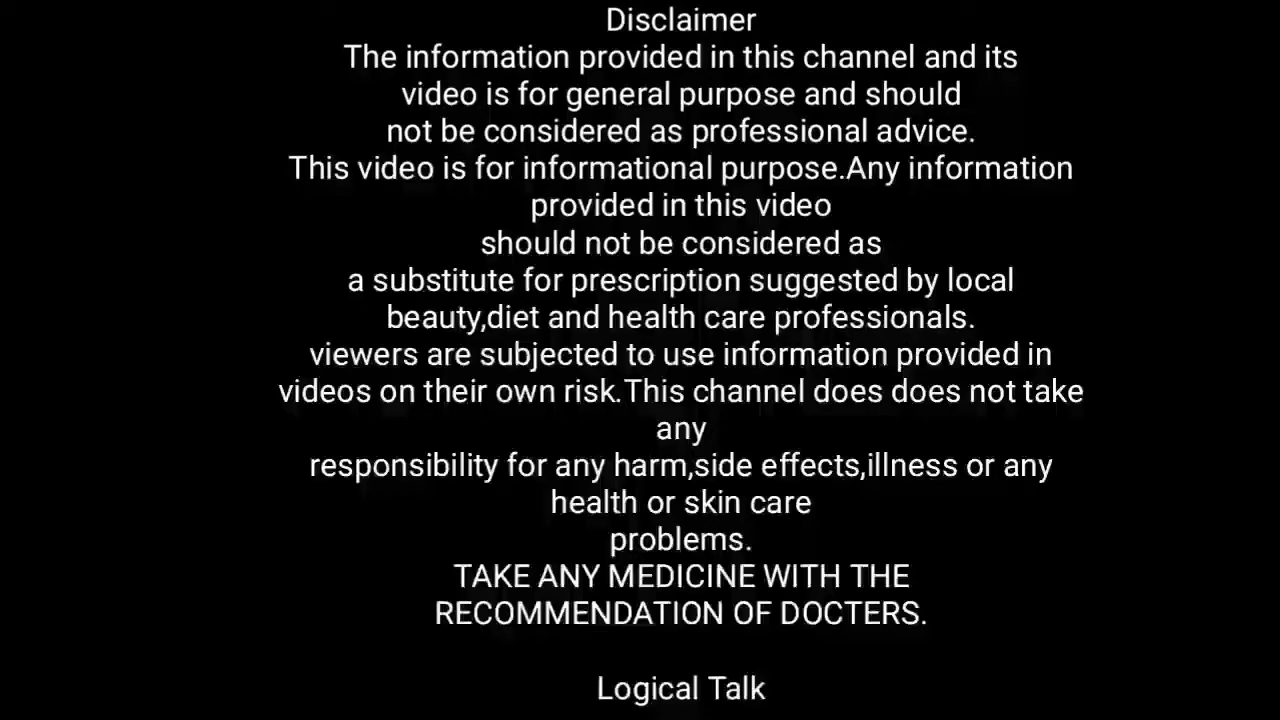 Disclaimer
The information provided in this channel and its
video is for general purpose and should
not be considered as professional advice.
This video is for informational purpose.Any information
provided in this video
should not be considered as
a substitute for prescription suggested by local
beauty,diet and health care professionals.
viewers are subjected to use information provided in
videos on their own risk.This channel does does not take
any
responsibility for any harm,side effects,illness or any
health or skin care
problems.
TAKE ANY MEDICINE WITH THE
RECOMMENDATION OF DOCTERS.
Logical Talk